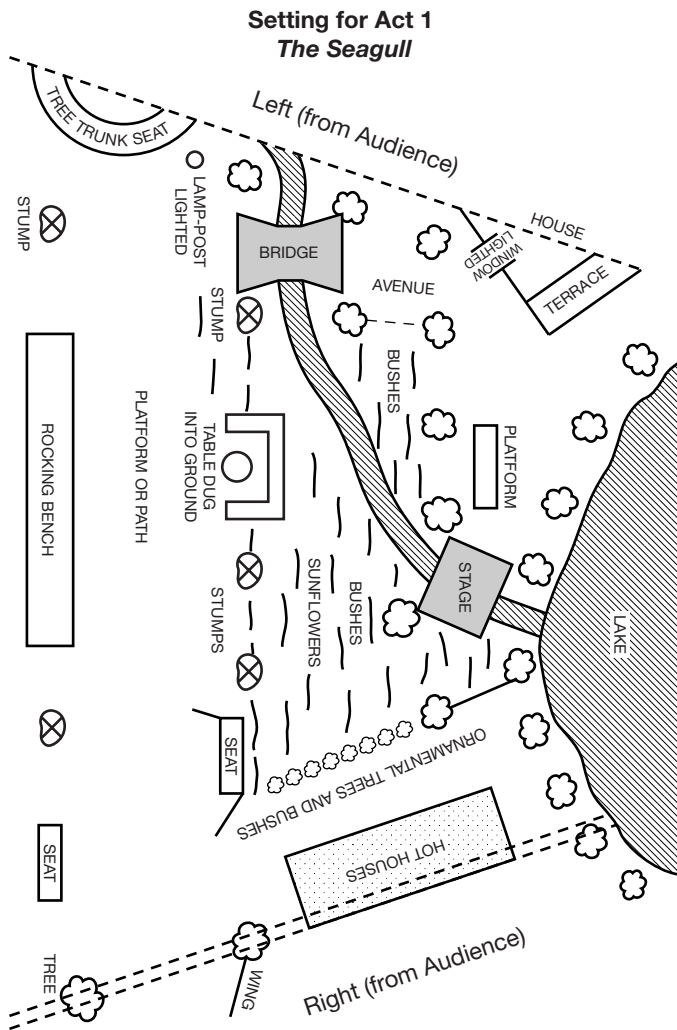 Setting for Act 1
The Seagull
Left (from Audience)
TREE TRUNK SEAT
LAMP-POST
LIGHTED
STUMP
BRIDGE
HOUSE
WINDOW
LIGHTED
TERRACE
AVENUE
STUMP
BUSHES
PLATFORM
ROCKING BENCH
PLATFORM OR PATH
TABLE DUG
INTO GROUND
STAGE
LAKE
STUMPS
SUNFLOWERS
BUSHES
SEAT
ORNAMENTAL TREES AND BUSHES
HOT HOUSES
SEAT
TREE
WING
Right (from Audience)